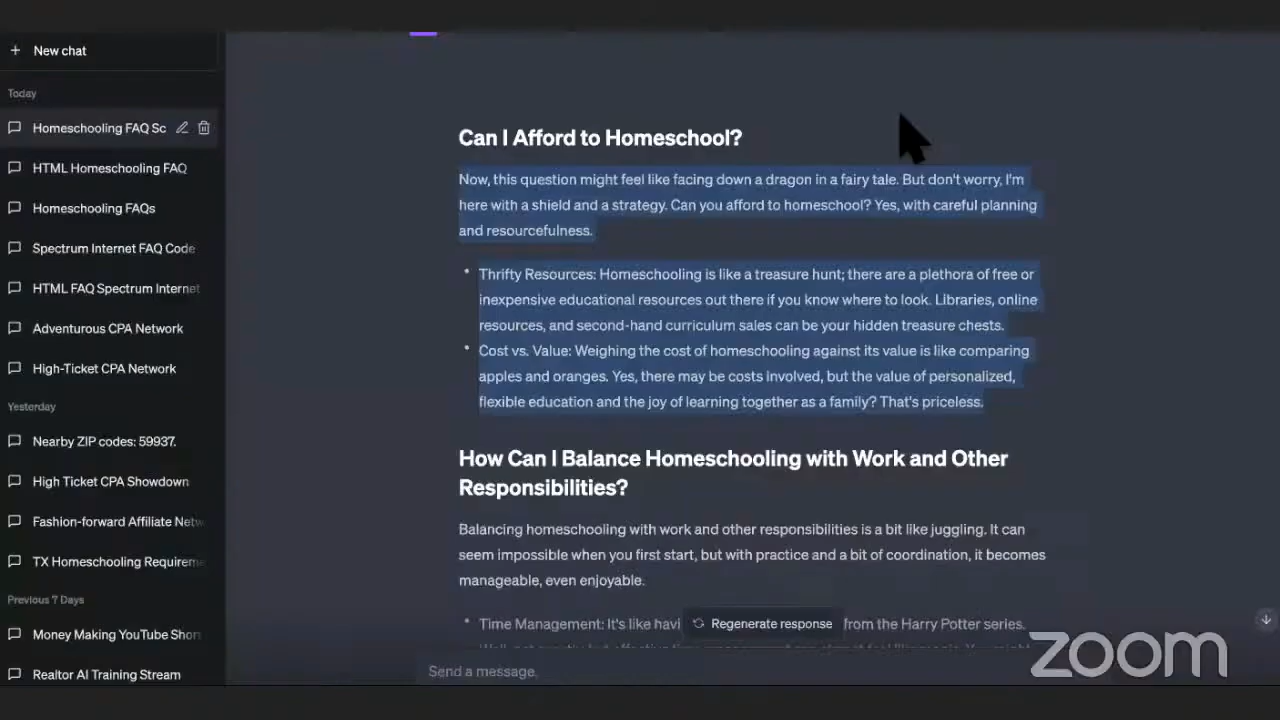 New chat
Today
Homeschooling FAQ Sc
HTML Homeschooling FAQ
Homeschooling FAQs
Spectrum Internet FAQ Code
HTML FAQ Spectrum Internet
Adventurous CPA Network
High-Ticket CPA Network
Yesterday
Nearby ZIP codes: 59937.
High Ticket CPA Showdown
Fashion-forward Affiliate Netw
TX Homeschooling Requireme
Previous 7 Days
Money Making YouTube Shor
Realtor AI Training Stream
Can I Afford to Homeschool?
Now, this question might feel like facing down a dragon in a fairy tale. But don't worry, I'm
here with a shield and a strategy. Can you afford to homeschool? Yes, with careful planning
and resourcefulness.
• Thrifty Resources: Homeschooling is like a treasure hunt; there are a plethora of free or
inexpensive educational resources out there if you know where to look. Libraries, online
resources, and second-hand curriculum sales can be your hidden treasure chests.
• Cost vs. Value: Weighing the cost of homeschooling against its value is like comparing
apples and oranges. Yes, there may be costs involved, but the value of personalized,
flexible education and the joy of learning together as a family? That's priceless.
How Can I Balance Homeschooling with Work and Other
Responsibilities?
Balancing homeschooling with work and other responsibilities is a bit like juggling. It can
seem impossible when you first start, but with practice and a bit of coordination, it becomes
manageable, even enjoyable.
• Time Management: It's like havi
Regenerate response
from the Harry Potter series.
Send a message.
zoom